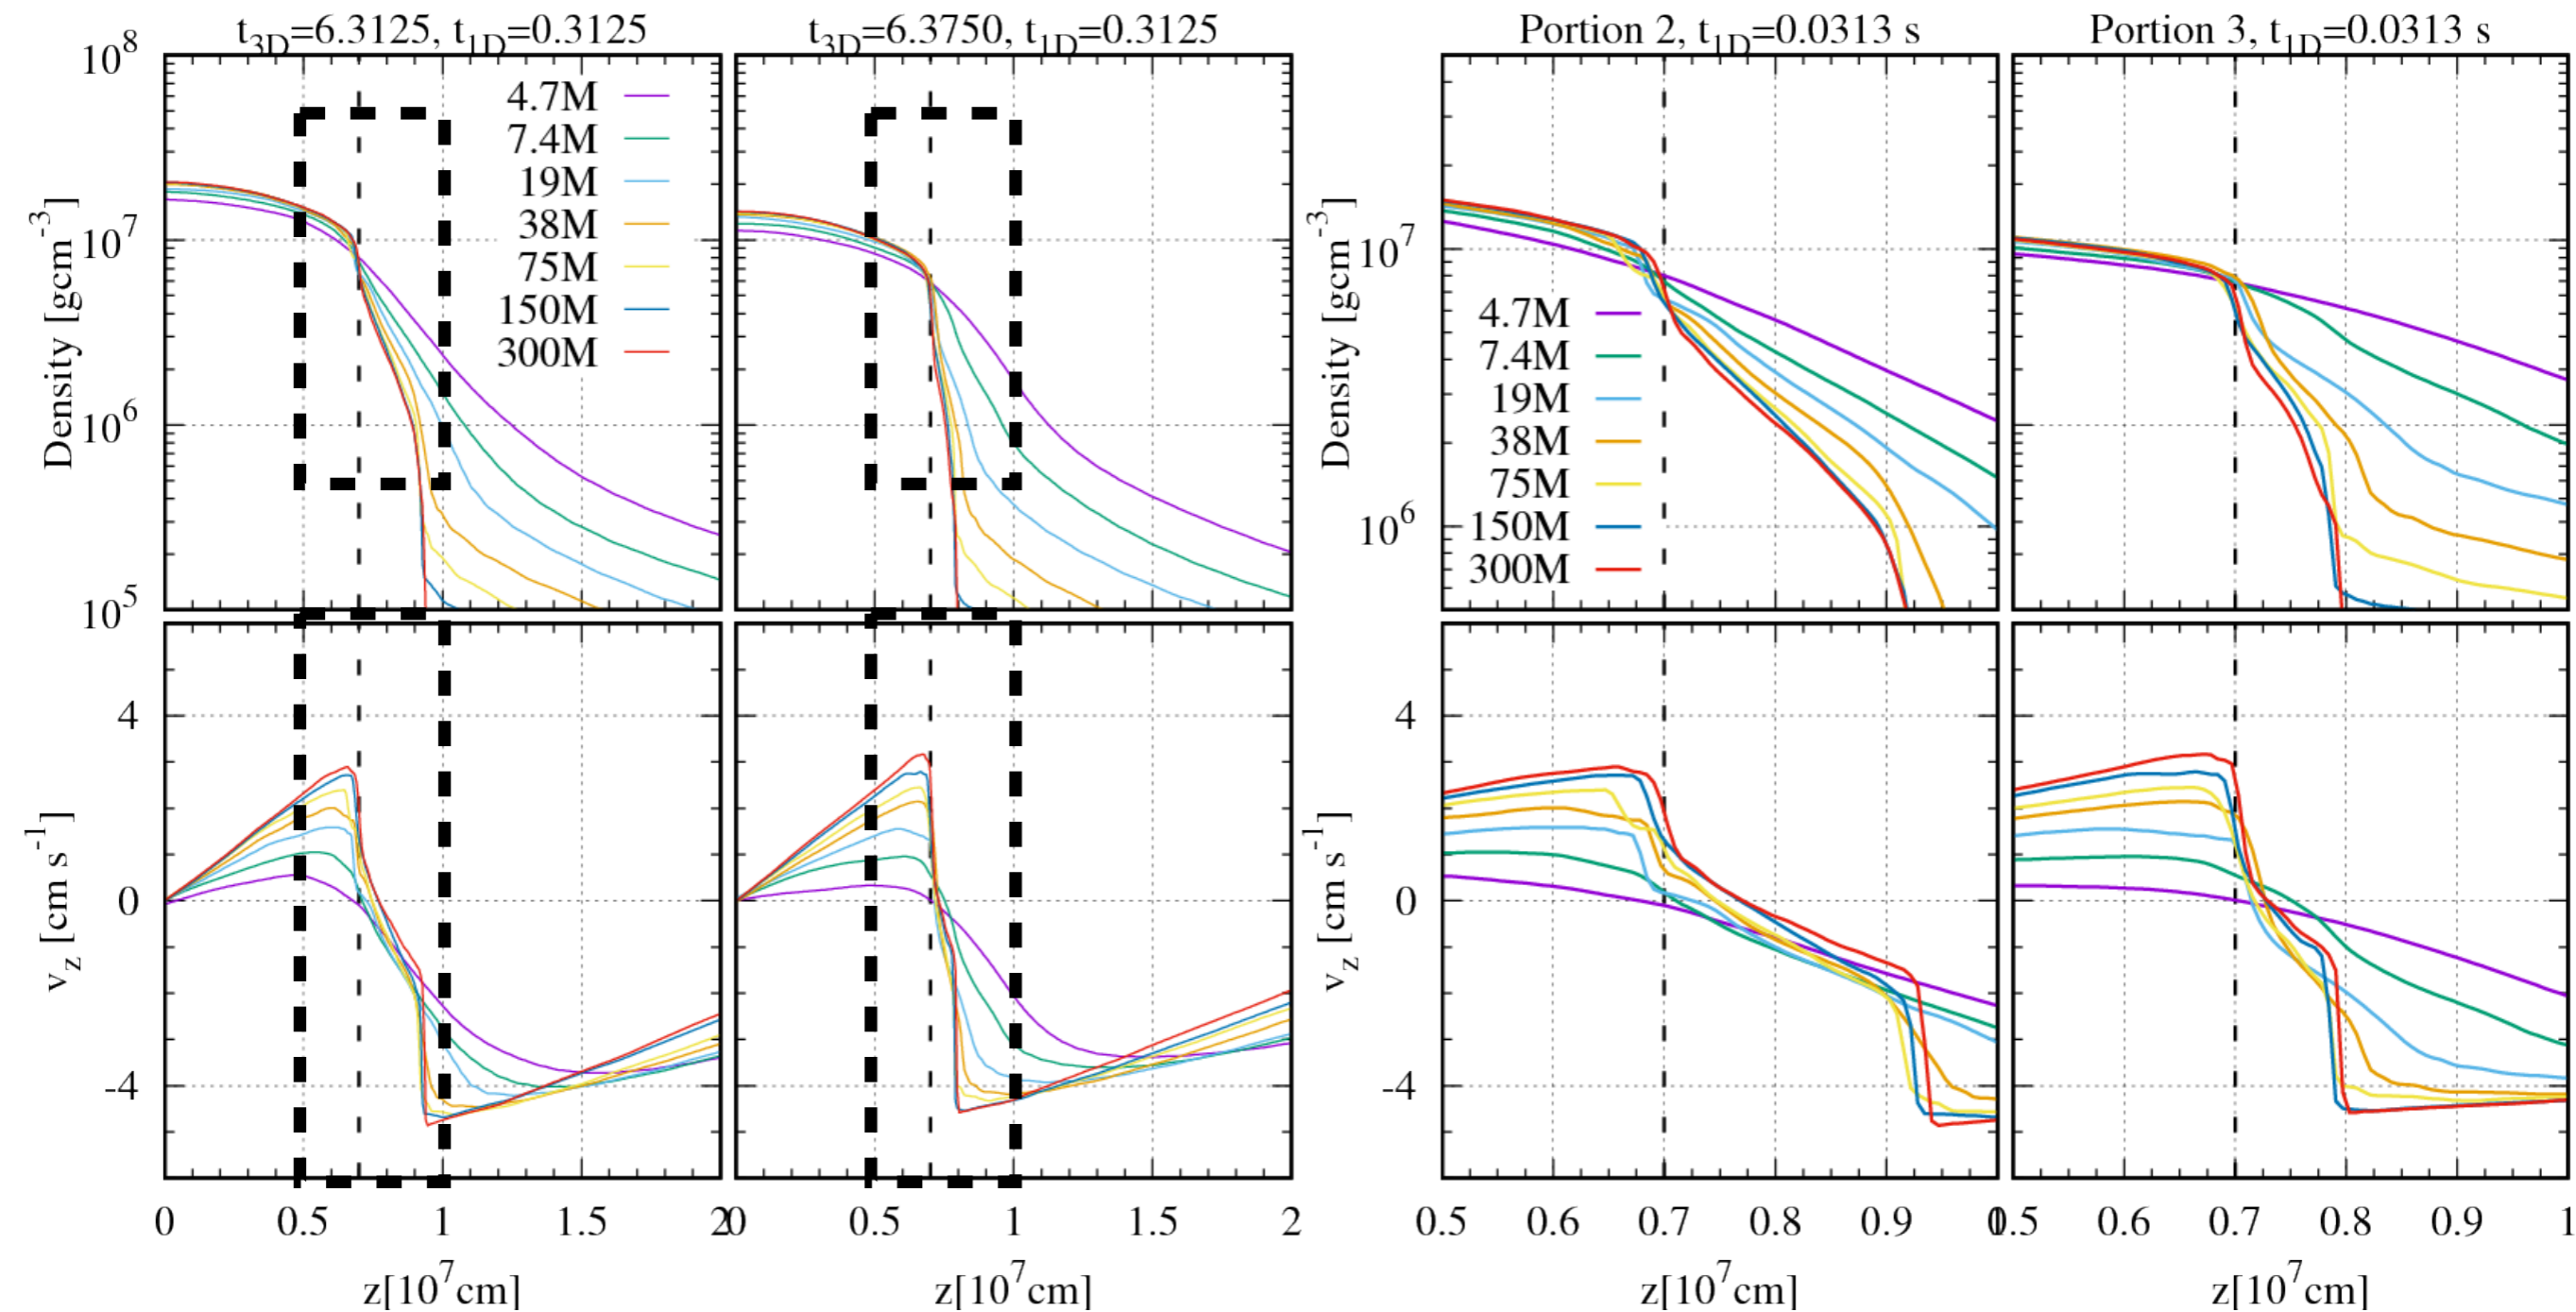 t3D=6.3125, t1D=0.3125
t3D=6.3750, t1D=0.3125
Portion 2, t1D=0.0313 s
Portion 3, t1D=0.0313 s
Density [gcm-3]
10^8
10^7
10^6
10^5
4.7M
7.4M
19M
38M
75M
150M
300M
Density [gcm-3]
10^7
10^6
4.7M
7.4M
19M
38M
75M
150M
300M
vz [cm s-1]
4
0
-4
vz [cm s-1]
4
0
-4
0 0.5 1 1.5 2
0 0.5 1 1.5 2
0.5 0.6 0.7 0.8 0.9
0.5 0.6 0.7 0.8 0.9 1
z[10^7cm]
z[10^7cm]
z[10^7cm]
z[10^7cm]